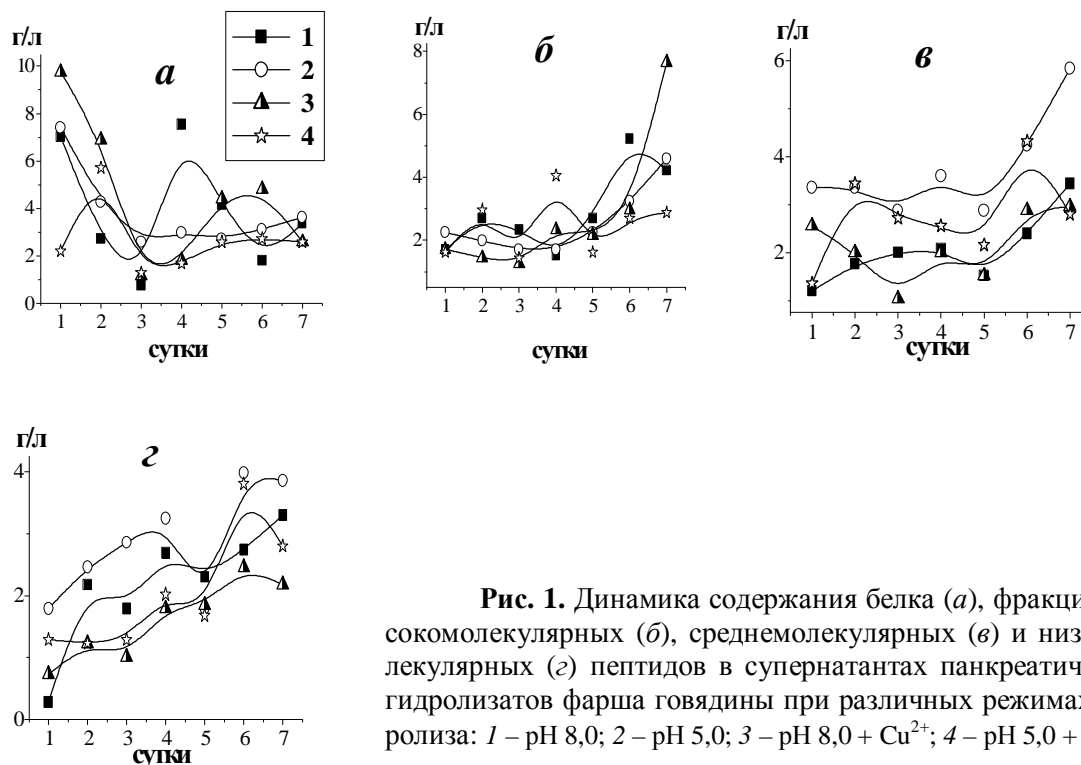 г/л
а
10
8
6
4
2
0
1 2 3 4 5 6 7
сутки
1
2
3
4
г/л
б
8
6
4
2
1 2 3 4 5 6 7
сутки
г/л
в
6
4
2
1 2 3 4 5 6 7
сутки
г/л
г
4
2
0
1 2 3 4 5 6 7
сутки
Рис. 1. Динамика содержания белка (а), фракци
сокомолекулярных (б), среднемолекулярных (в) и низ
лекулярных (г) пептидов в супернатантах панкреатич
гидролизатов фарша говядины при различных режимах
ролиза: 1 – pH 8,0; 2 – pH 5,0; 3 – pH 8,0 + Cu²⁺; 4 – pH 5,0 +